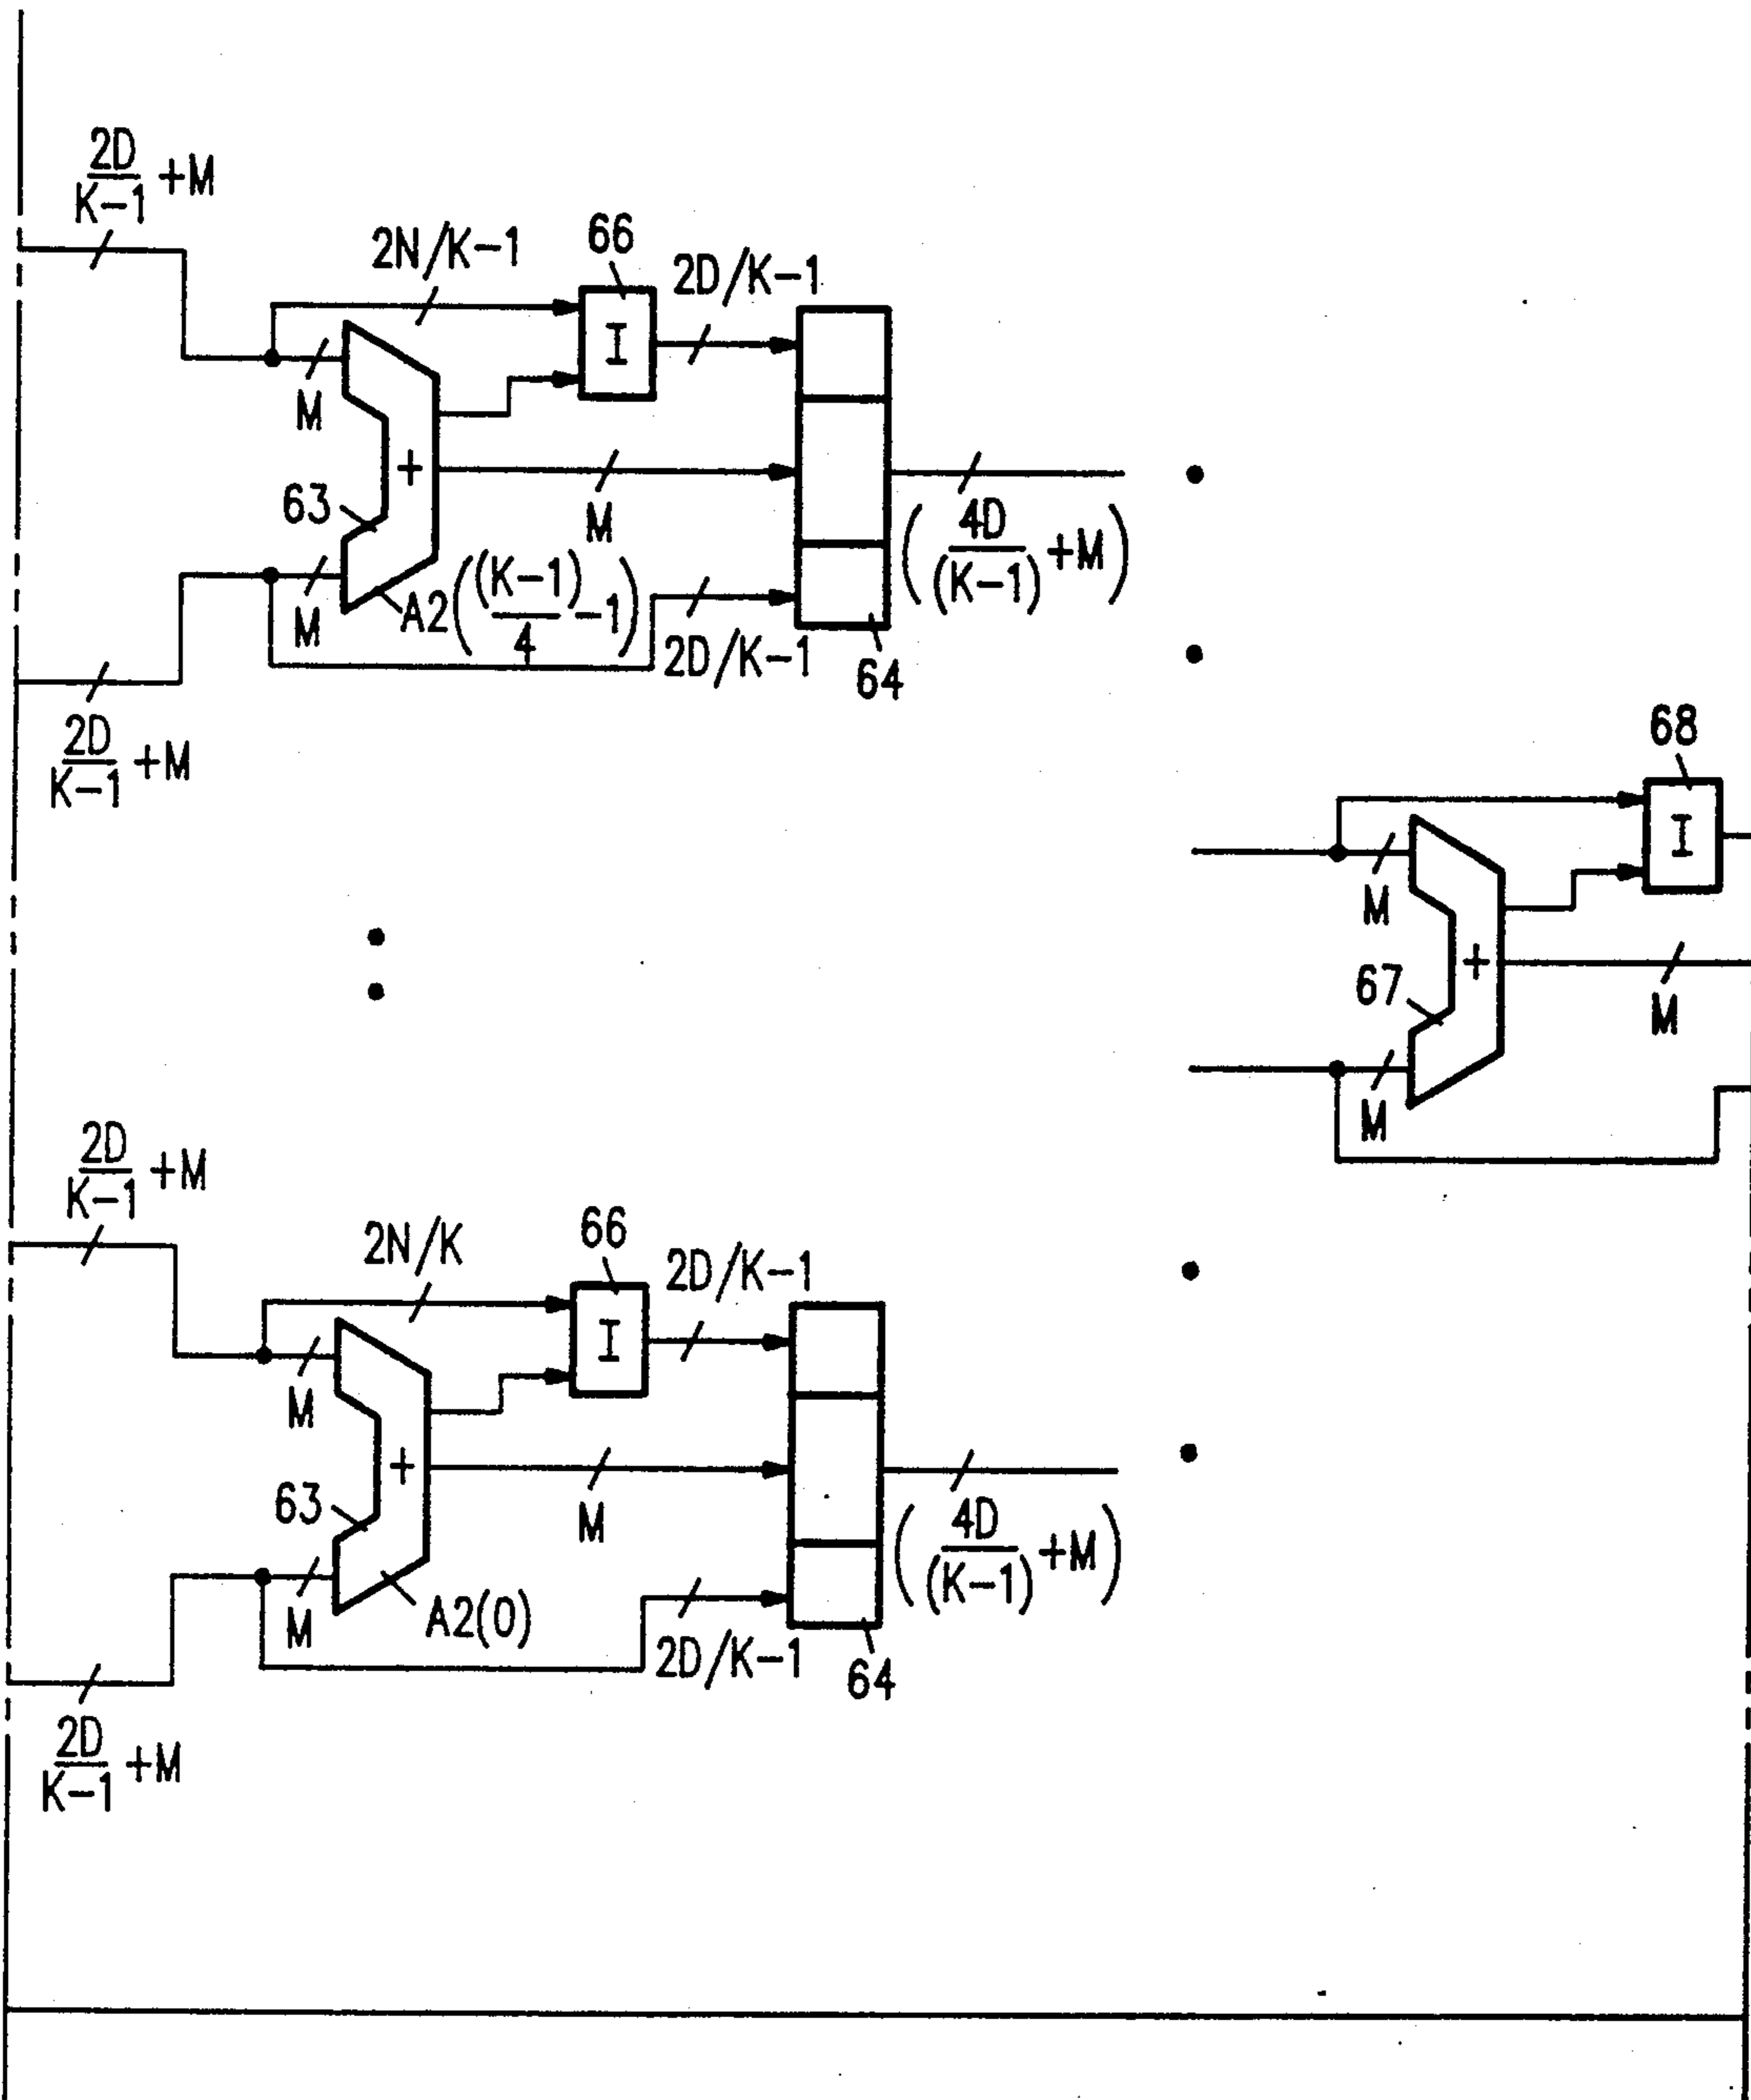 2D
K-1 +M
2N/K-1
66
2D/K-1
I
M
+
63
M
(4D
(K-1) +M)
M
A2((K-1)
4 -1)
2D/K-1
64
2D
K-1 +M
68
I
M
+
67
M
M
2D
K-1 +M
2N/K
66
2D/K-1
I
M
+
63
M
(4D
(K-1) +M)
M
A2(0)
2D/K-1
64
2D
K-1 +M